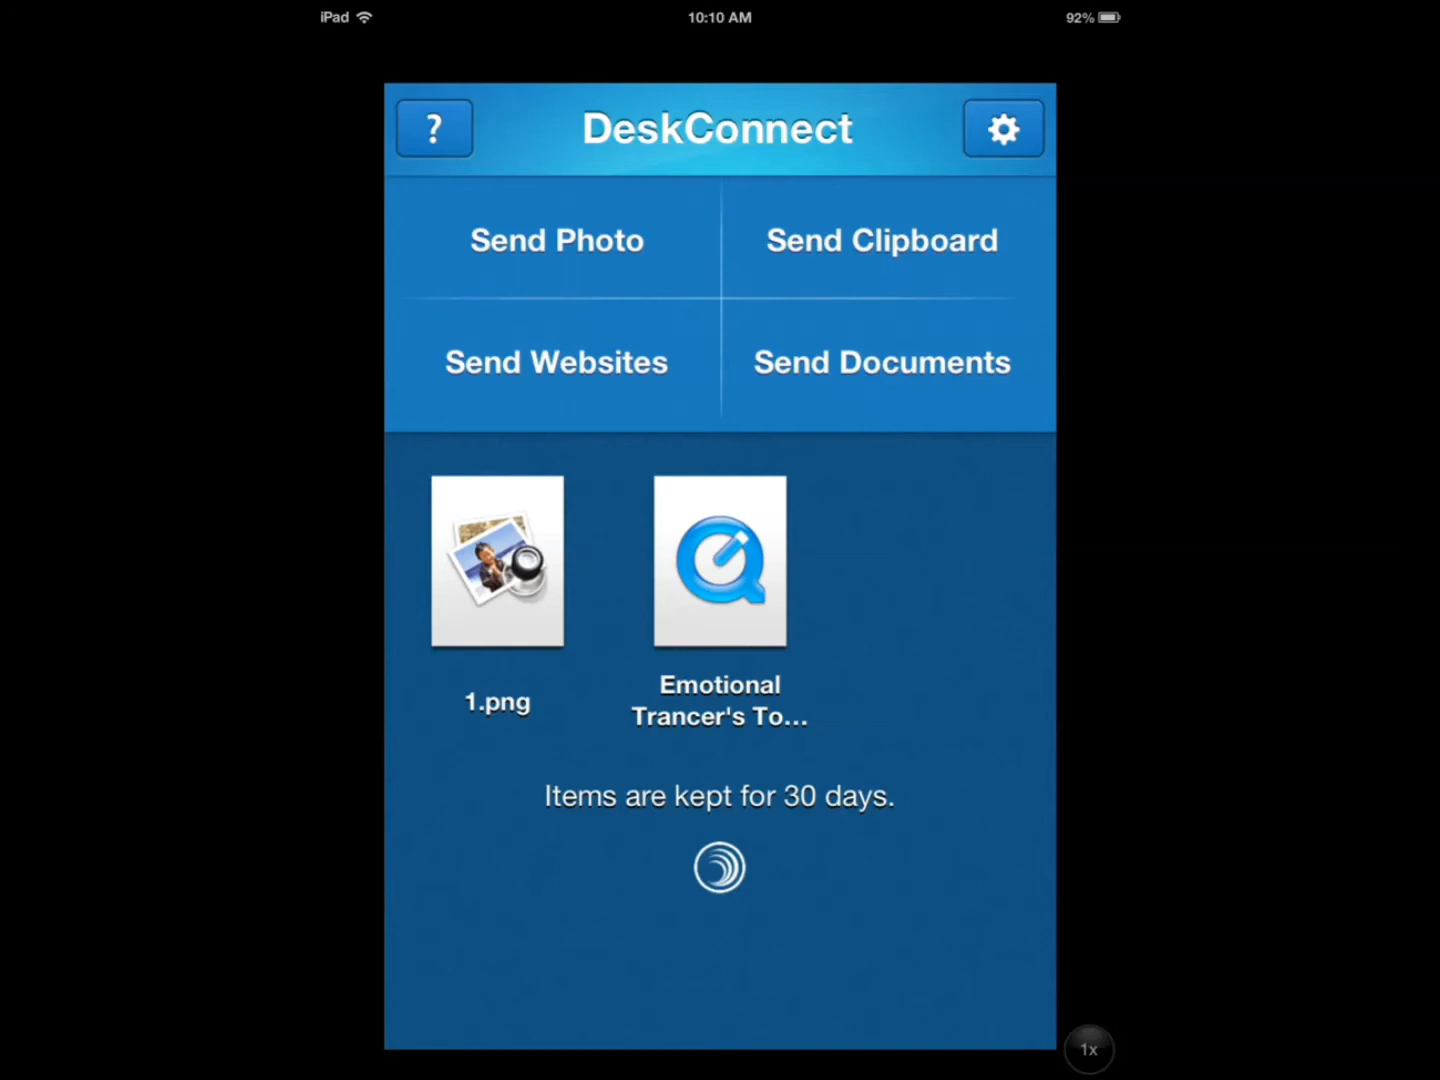 iPad
10:10 AM
92%
?
DeskConnect
Send Photo
Send Clipboard
Send Websites
Send Documents
1.png
Emotional
Trancer's To...
Items are kept for 30 days.
1x